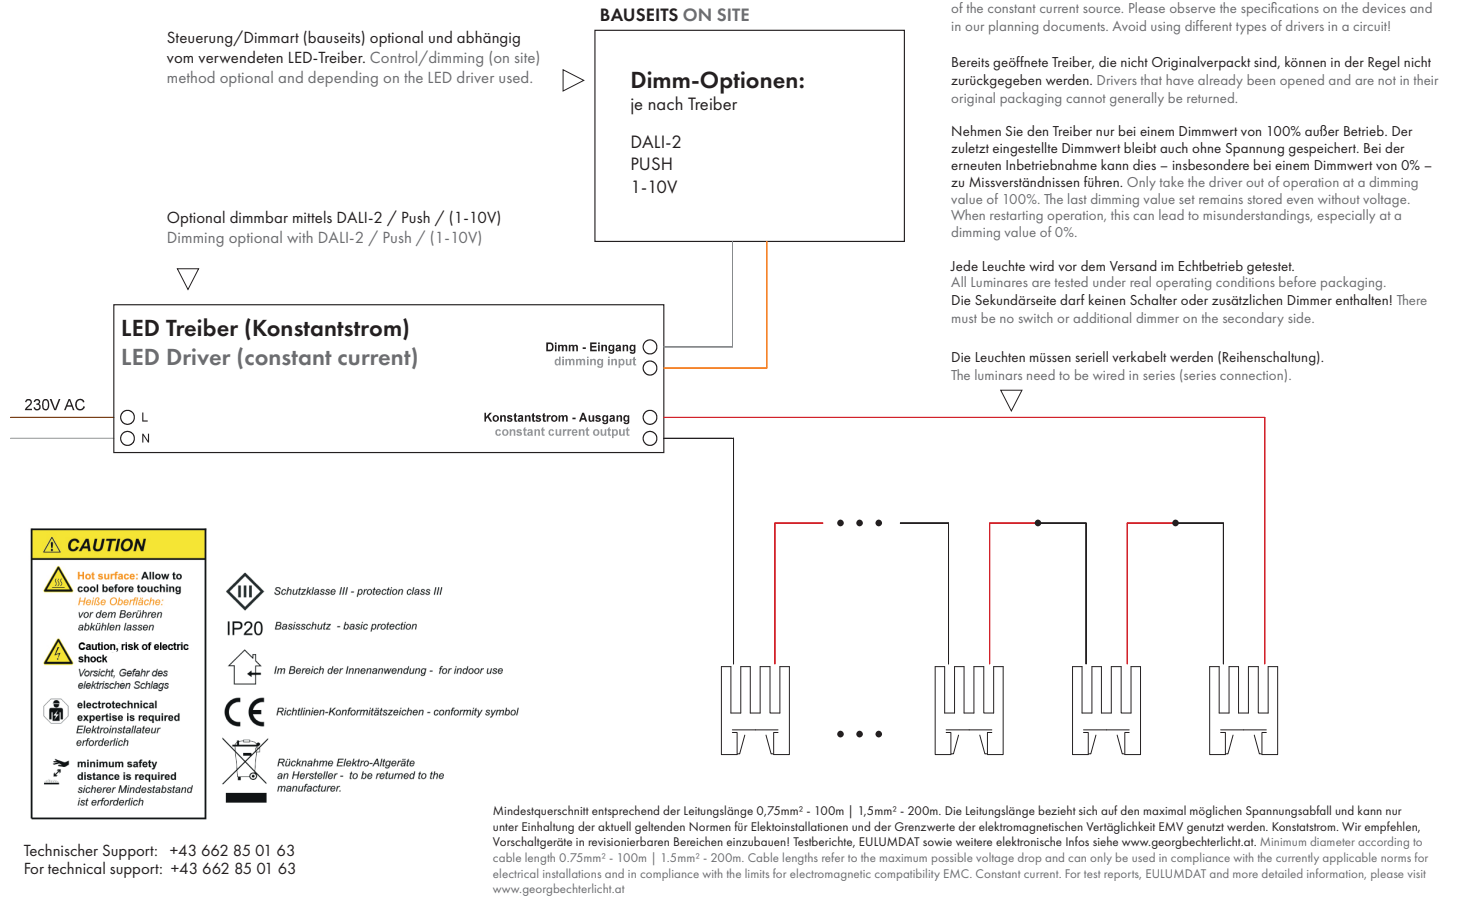 BAUSEITS ON SITE
Steuerung/Dimmart (bauseits) optional und abhängig
vom verwendeten LED-Treiber. Control/dimming (on site)
method optional and depending on the LED driver used.
Dimm-Optionen:
je nach Treiber
DALI-2
PUSH
1-10V
Optional dimmbar mittels DALI-2 / Push / (1-10V)
Dimming optional with DALI-2 / Push / (1-10V)
of the constant current source. Please observe the specifications on the devices and
in our planning documents. Avoid using different types of drivers in a circuit!
Bereits geöffnete Treiber, die nicht Originalverpackt sind, können in der Regel nicht
zurückgegeben werden. Drivers that have already been opened and are not in their
original packaging cannot generally be returned.
Nehmen Sie den Treiber nur bei einem Dimmwert von 100% außer Betrieb. Der
zuletzt eingestellte Dimmwert bleibt auch ohne Spannung gespeichert. Bei der
erneuten Inbetriebnahme kann dies – insbesondere bei einem Dimmwert von 0% –
zu Missverständnissen führen. Only take the driver out of operation at a dimming
value of 100%. The last dimming value set remains stored even without voltage.
When restarting operation, this can lead to misunderstandings, especially at a
dimming value of 0%.
Jede Leuchte wird vor dem Versand im Echtbetrieb getestet.
All Luminares are tested under real operating conditions before packaging.
Die Sekundärseite darf keinen Schalter oder zusätzlichen Dimmer enthalten! There
must be no switch or additional dimmer on the secondary side.
Die Leuchten müssen seriell verkabelt werden (Reihenschaltung).
The luminars need to be wired in series (series connection).
LED Treiber (Konstantstrom)
LED Driver (constant current)
Dimm - Eingang
dimming input
230V AC
L
N
Konstantstrom - Ausgang
constant current output
CAUTION
Hot surface: Allow to
cool before touching
Heiße Oberfläche:
vor dem Berühren
abkühlen lassen
Caution, risk of electric
shock
Vorsicht, Gefahr des
elektrischen Schlags
electrotechnical
expertise is required
Elektroinstallateur
erforderlich
minimum safety
distance is required
sicherer Mindestabstand
ist erforderlich
III
Schutzklasse III - protection class III
IP20
Basisschutz - basic protection
Im Bereich der Innenanwendung - for indoor use
CE
Richtlinien-Konformitätszeichen - conformity symbol
Rücknahme Elektro-Altgeräte
an Hersteller - to be returned to the
manufacturer.
Technischer Support: +43 662 85 01 63
For technical support: +43 662 85 01 63
Mindestquerschnitt entsprechend der Leitungslänge 0,75mm² - 100m | 1,5mm² - 200m. Die Leitungslänge bezieht sich auf den maximal möglichen Spannungsabfall und kann nur
unter Einhaltung der aktuell geltenden Normen für Elektoinstallationen und der Grenzwerte der elektromagnetischen Vertäglichkeit EMV genutzt werden. Konstatstrom. Wir empfehlen,
Vorschaltgeräte in revisionierbaren Bereichen einzubauen! Testberichte, EULUMDAT sowie weitere elektronische Infos siehe www.georgbechterlicht.at. Minimum diameter according to
cable length 0.75mm² - 100m | 1.5mm² - 200m. Cable lengths refer to the maximum possible voltage drop and can only be used in compliance with the currently applicable norms for
electrical installations and in compliance with the limits for electromagnetic compatibility EMC. Constant current. For test reports, EULUMDAT and more detailed information, please visit
www.georgbechterlicht.at